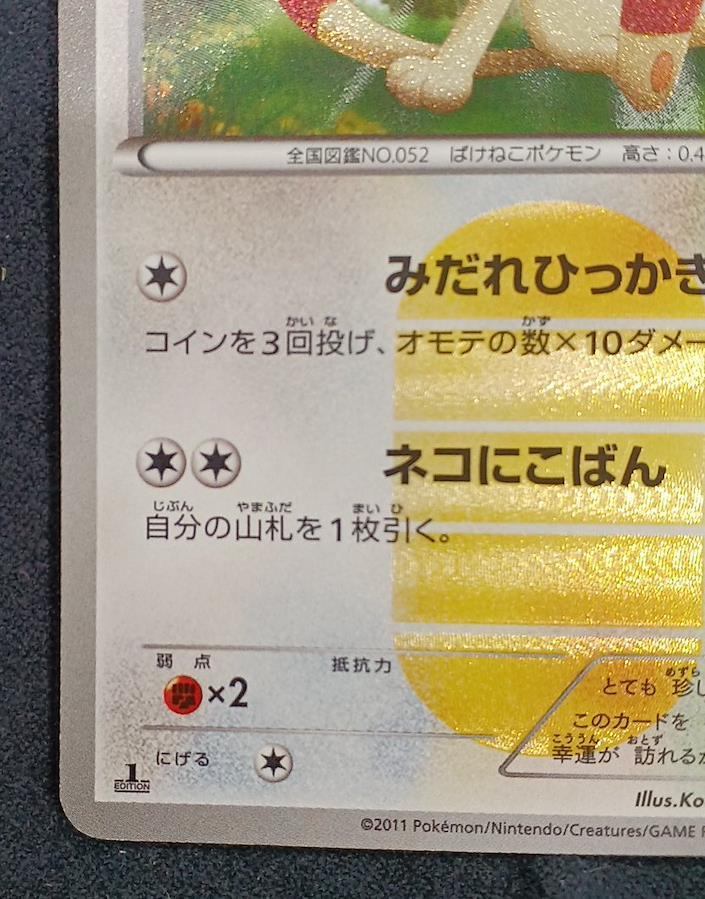 全国図鑑NO.052 ばけねこポケモン 高さ：0.4
みだれひっかき
かい な かず
コインを3回投げ、オモテの数×10ダメー
ネコにこばん
じぶん やまふだ まい ひ
自分の山札を1枚引く。
弱点 抵抗力
×2
めずら
とても 珍し
このカードを
こううん おとず
にげる 幸運が 訪れる
1
EDITION
Illus.Ko
©2011 Pokémon/Nintendo/Creatures/GAME F